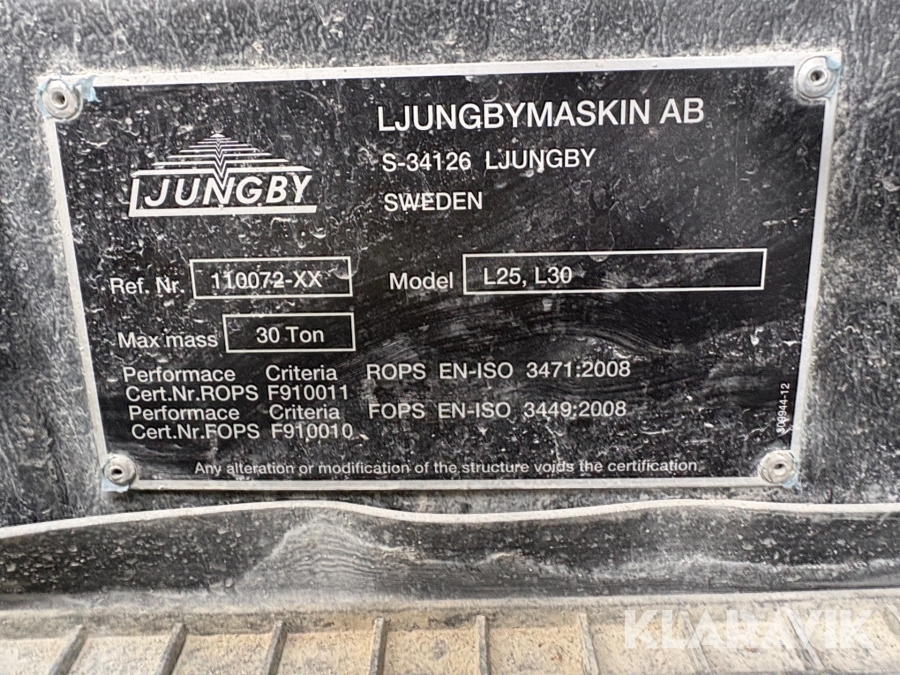 LJUNGBY
LJUNGBYMASKIN AB
S-34126 LJUNGBY
SWEDEN
Ref. Nr. 110072-XX Model L25, L30
Max mass 30 Ton
Performace Criteria ROPS EN-ISO 3471:2008
Cert.Nr.ROPS F910011
Performace Criteria FOPS EN-ISO 3449:2008
Cert.Nr.FOPS F910010
Any alteration or modification of the structure voids the certification.
KLARAVIK